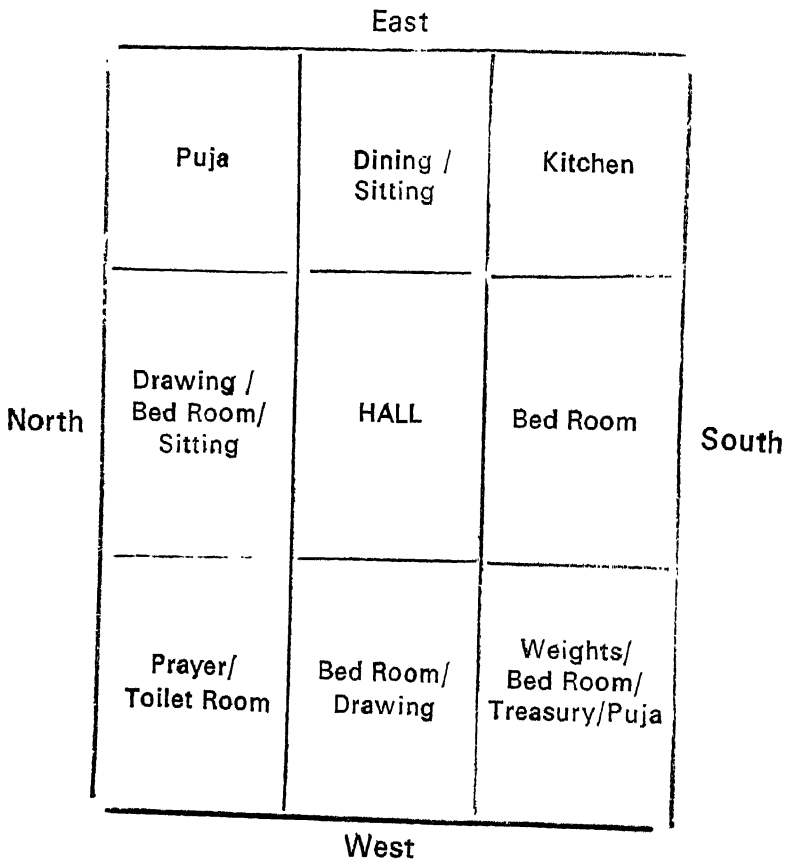 East
Puja
Dining /
Sitting
Kitchen
North
Drawing /
Bed Room/
Sitting
HALL
Bed Room
South
Prayer/
Toilet Room
Bed Room/
Drawing
Weights/
Bed Room/
Treasury/Puja
West